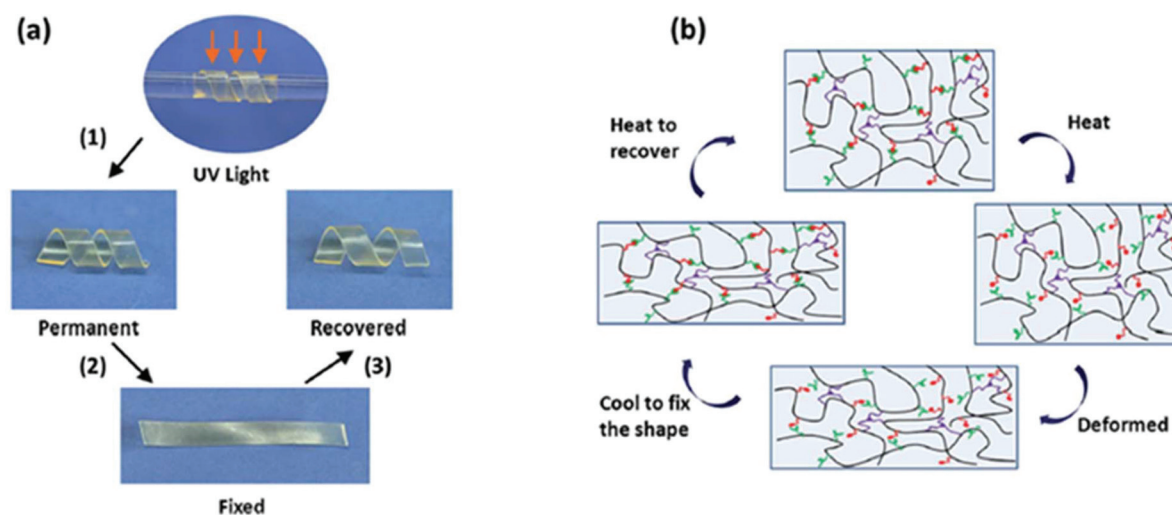 (a)
(1)
UV Light
Permanent
Recovered
(2)
(3)
Fixed
(b)
Heat to
recover
Heat
Cool to fix
the shape
Deformed